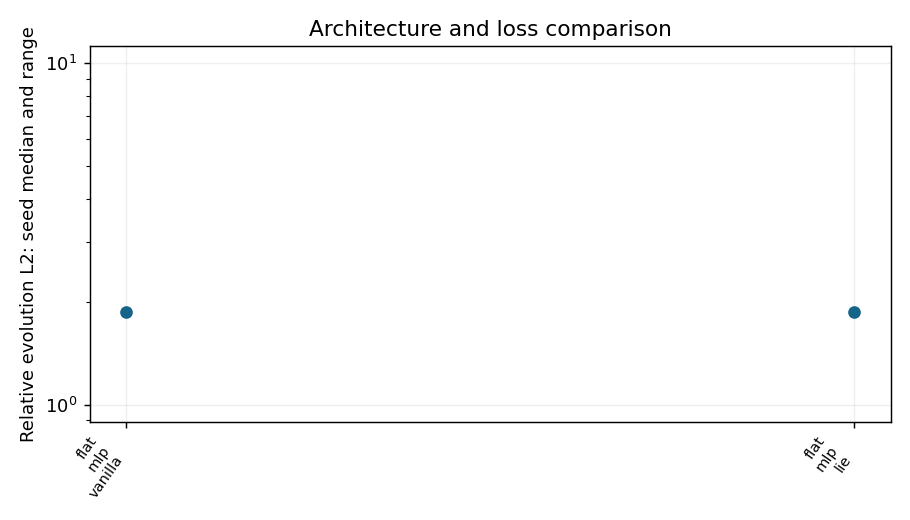 Architecture and loss comparison
Relative evolution L2: seed median and range
10¹
10⁰
flat
mlp
vanilla
flat
mlp
lie